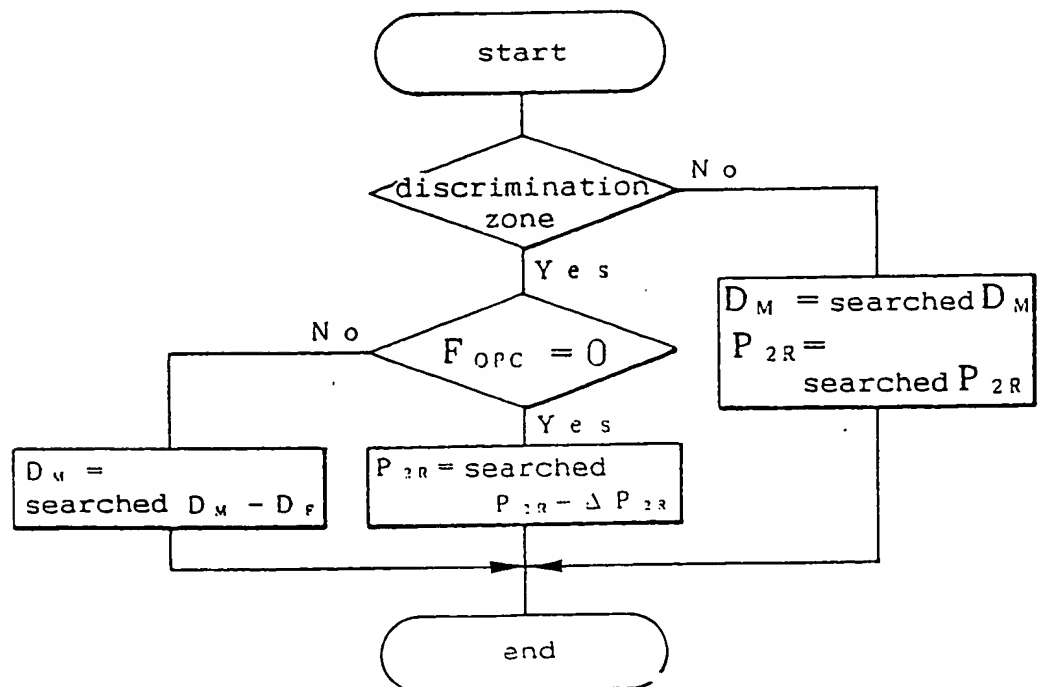 start
discrimination
zone
No
Yes
D M = searched D M
P 2R =
searched P 2R
No
F OPC = 0
Yes
D M =
searched D M - D F
P 2R = searched
P 2R - Δ P 2R
end